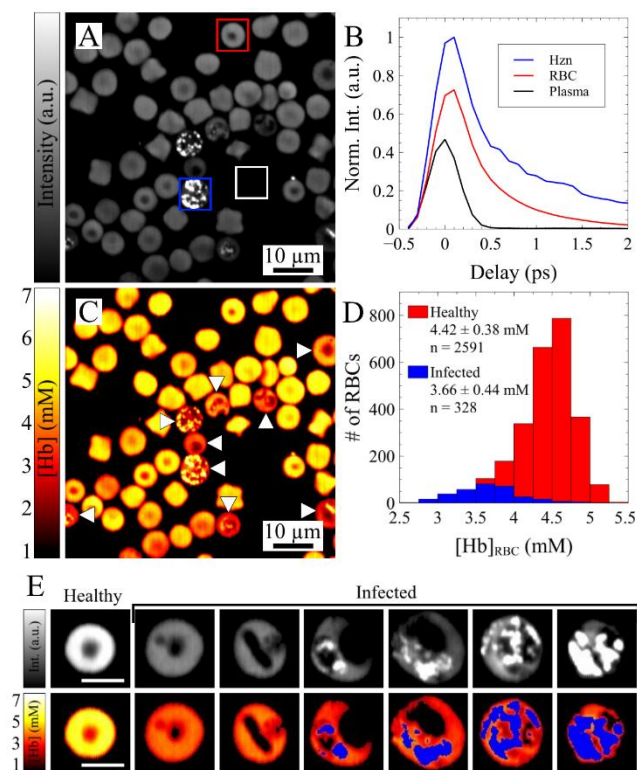 A
Intensity (a.u.)
10 µm
B
Norm. Int. (a.u.)
1
0.8
0.6
0.4
0.2
0
Hzn
RBC
Plasma
-0.5 0 0.5 1 1.5 2
Delay (ps)
C
[Hb] (mM)
7
6
5
4
3
2
1
10 µm
D
# of RBCs
800
600
400
200
0
Healthy
4.42 ± 0.38 mM
n = 2591
Infected
3.66 ± 0.44 mM
n = 328
2.5 3 3.5 4 4.5 5 5.5
[Hb]RBC (mM)
E
Healthy
Infected
Int. (a.u.)
[Hb] (mM)
7
5
3
1